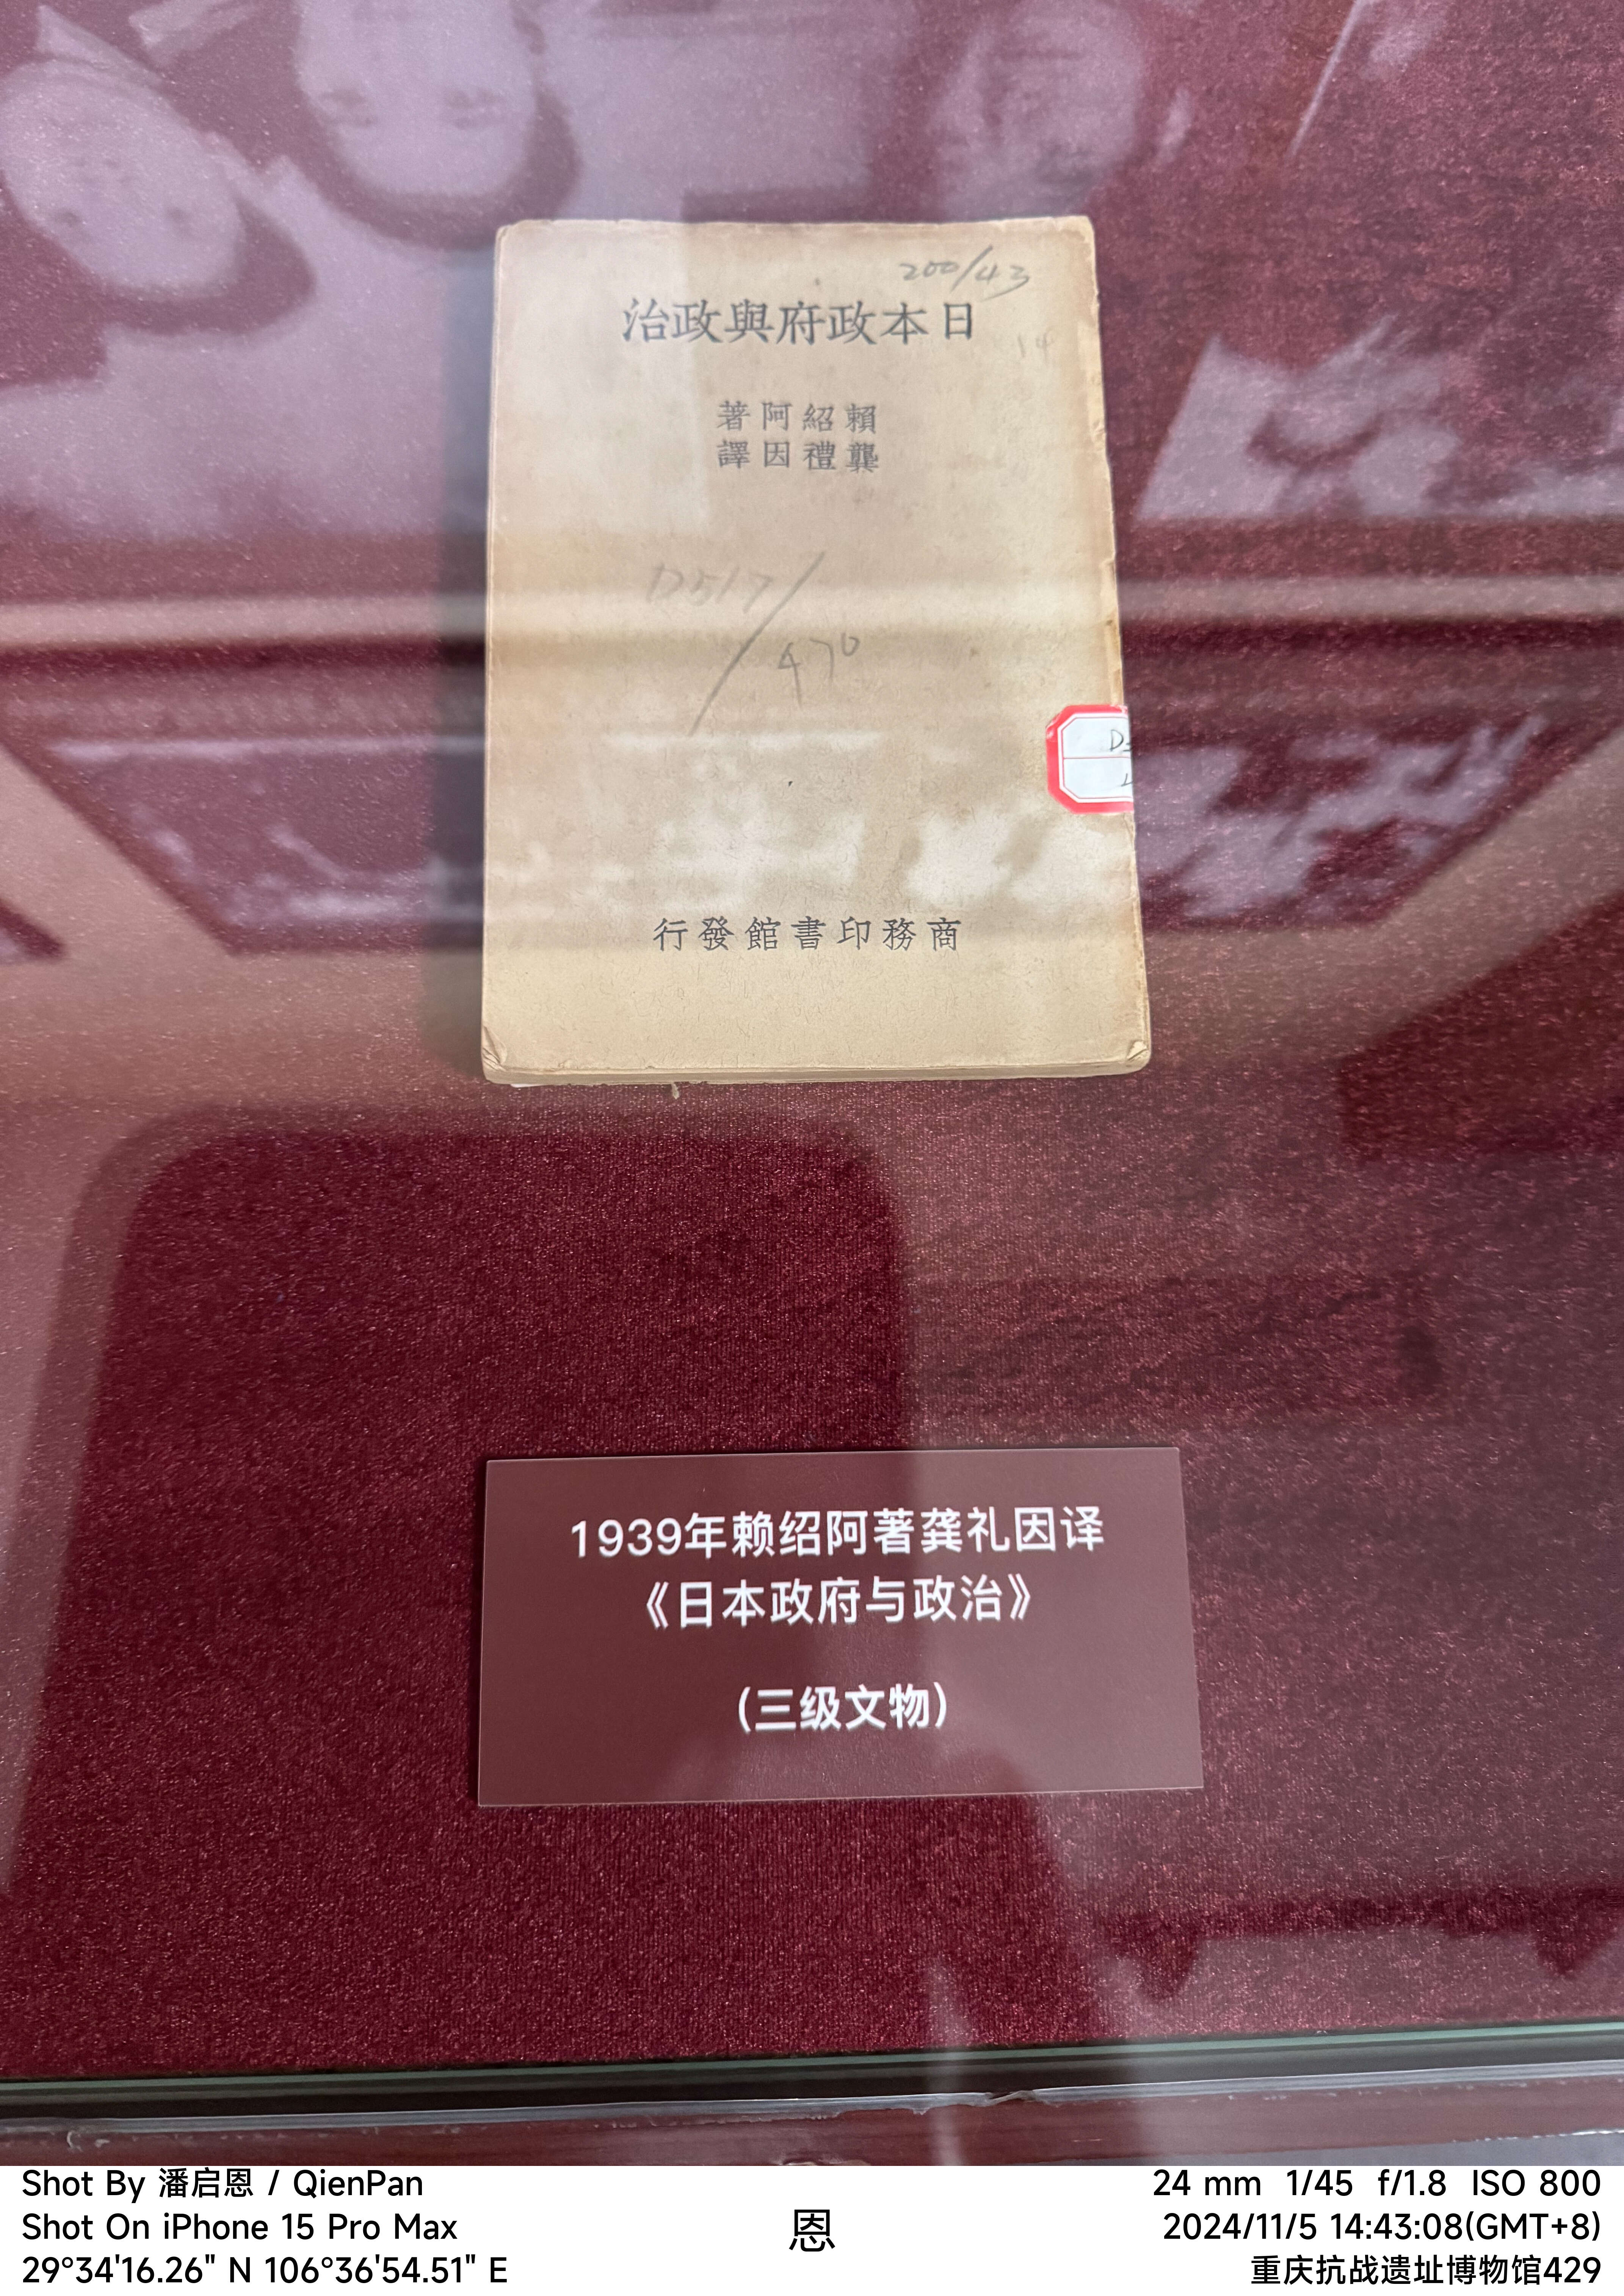 200/43
14
日本政府與政治
賴紹阿著
龔禮因譯
D517/
470
商務印書館發行
1939年赖绍阿著龚礼因译
《日本政府与政治》
(三级文物)
Shot By 潘启恩 / QienPan
Shot On iPhone 15 Pro Max
29°34'16.26" N 106°36'54.51" E
恩
24 mm 1/45 f/1.8 ISO 800
2024/11/5 14:43:08(GMT+8)
重庆抗战遗址博物馆429